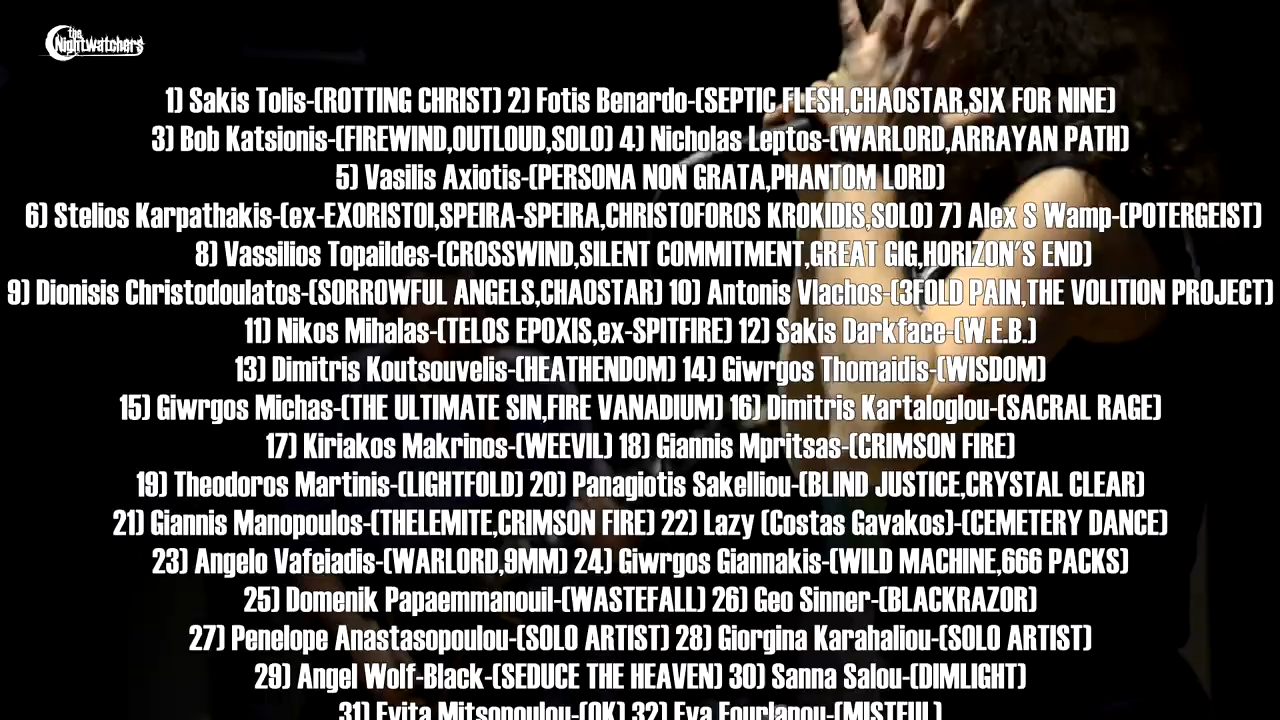 the
Nightwatchers
1) Sakis Tolis-(ROTTING CHRIST) 2) Fotis Benardo-(SEPTIC FLESH,CHAOSTAR,SIX FOR NINE)
3) Bob Katsionis-(FIREWIND,OUTLOUD,SOLO) 4) Nicholas Leptos-(WARLORD,ARRAYAN PATH)
5) Vasilis Axiotis-(PERSONA NON GRATA,PHANTOM LORD)
6) Stelios Karpathakis-(ex-EXORISTOI,SPEIRA-SPEIRA,CHRISTOFOROS KROKIDIS,SOLO) 7) Alex S Wamp-(POTERGEIST)
8) Vassilios Topaildes-(CROSSWIND,SILENT COMMITMENT,GREAT GIG,HORIZON'S END)
9) Dionisis Christodoulatos-(SORROWFUL ANGELS,CHAOSTAR) 10) Antonis Vlachos-(3FOLD PAIN,THE VOLITION PROJECT)
11) Nikos Mihalas-(TELOS EPOXIS,ex-SPITFIRE) 12) Sakis Darkface-(W.E.B.)
13) Dimitris Koutsouvelis-(HEATHENDOM) 14) Giwrgos Thomaidis-(WISDOM)
15) Giwrgos Michas-(THE ULTIMATE SIN,FIRE VANADIUM) 16) Dimitris Kartaloglou-(SACRAL RAGE)
17) Kiriakos Makrinos-(WEEVIL) 18) Giannis Mpritsas-(CRIMSON FIRE)
19) Theodoros Martinis-(LIGHTFOLD) 20) Panagiotis Sakelliou-(BLIND JUSTICE,CRYSTAL CLEAR)
21) Giannis Manopoulos-(THELEMITE,CRIMSON FIRE) 22) Lazy (Costas Gavakos)-(CEMETERY DANCE)
23) Angelo Vafeiadis-(WARLORD,9MM) 24) Giwrgos Giannakis-(WILD MACHINE,666 PACKS)
25) Domenik Papaemmanouil-(WASTEFALL) 26) Geo Sinner-(BLACKRAZOR)
27) Penelope Anastasopoulou-(SOLO ARTIST) 28) Giorgina Karahaliou-(SOLO ARTIST)
29) Angel Wolf-Black-(SEDUCE THE HEAVEN) 30) Sanna Salou-(DIMLIGHT)
31) Evita Mitsopoulou-(OK) 32) Eva Fourlanou-(MISTFUL)